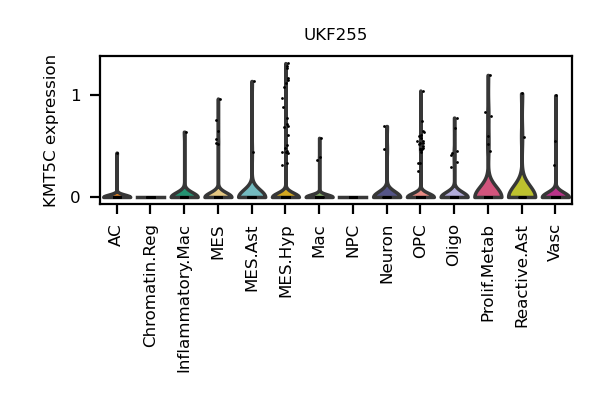 UKF255
KMT5C expression
1
0
AC
Chromatin.Reg
Inflammatory.Mac
MES
MES.Ast
MES.Hyp
Mac
NPC
Neuron
OPC
Oligo
Prolif.Metab
Reactive.Ast
Vasc